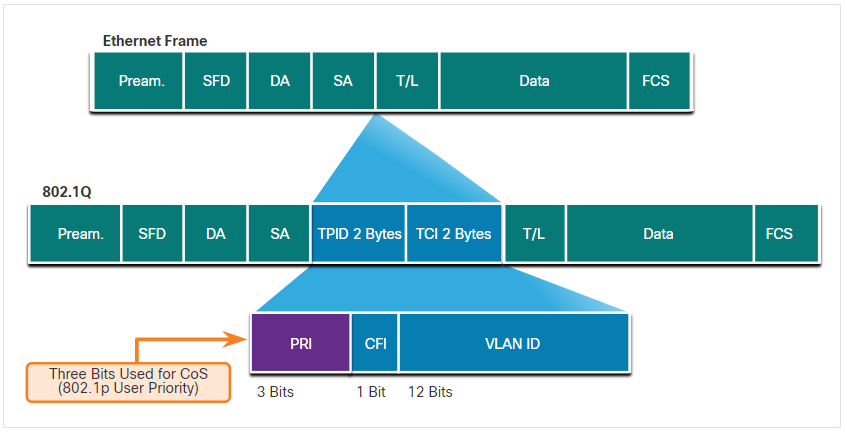 Ethernet Frame
Pream. SFD DA SA T/L Data FCS
802.1Q
Pream. SFD DA SA TPID 2 Bytes TCI 2 Bytes T/L Data FCS
PRI CFI VLAN ID
Three Bits Used for CoS
(802.1p User Priority)
3 Bits 1 Bit 12 Bits